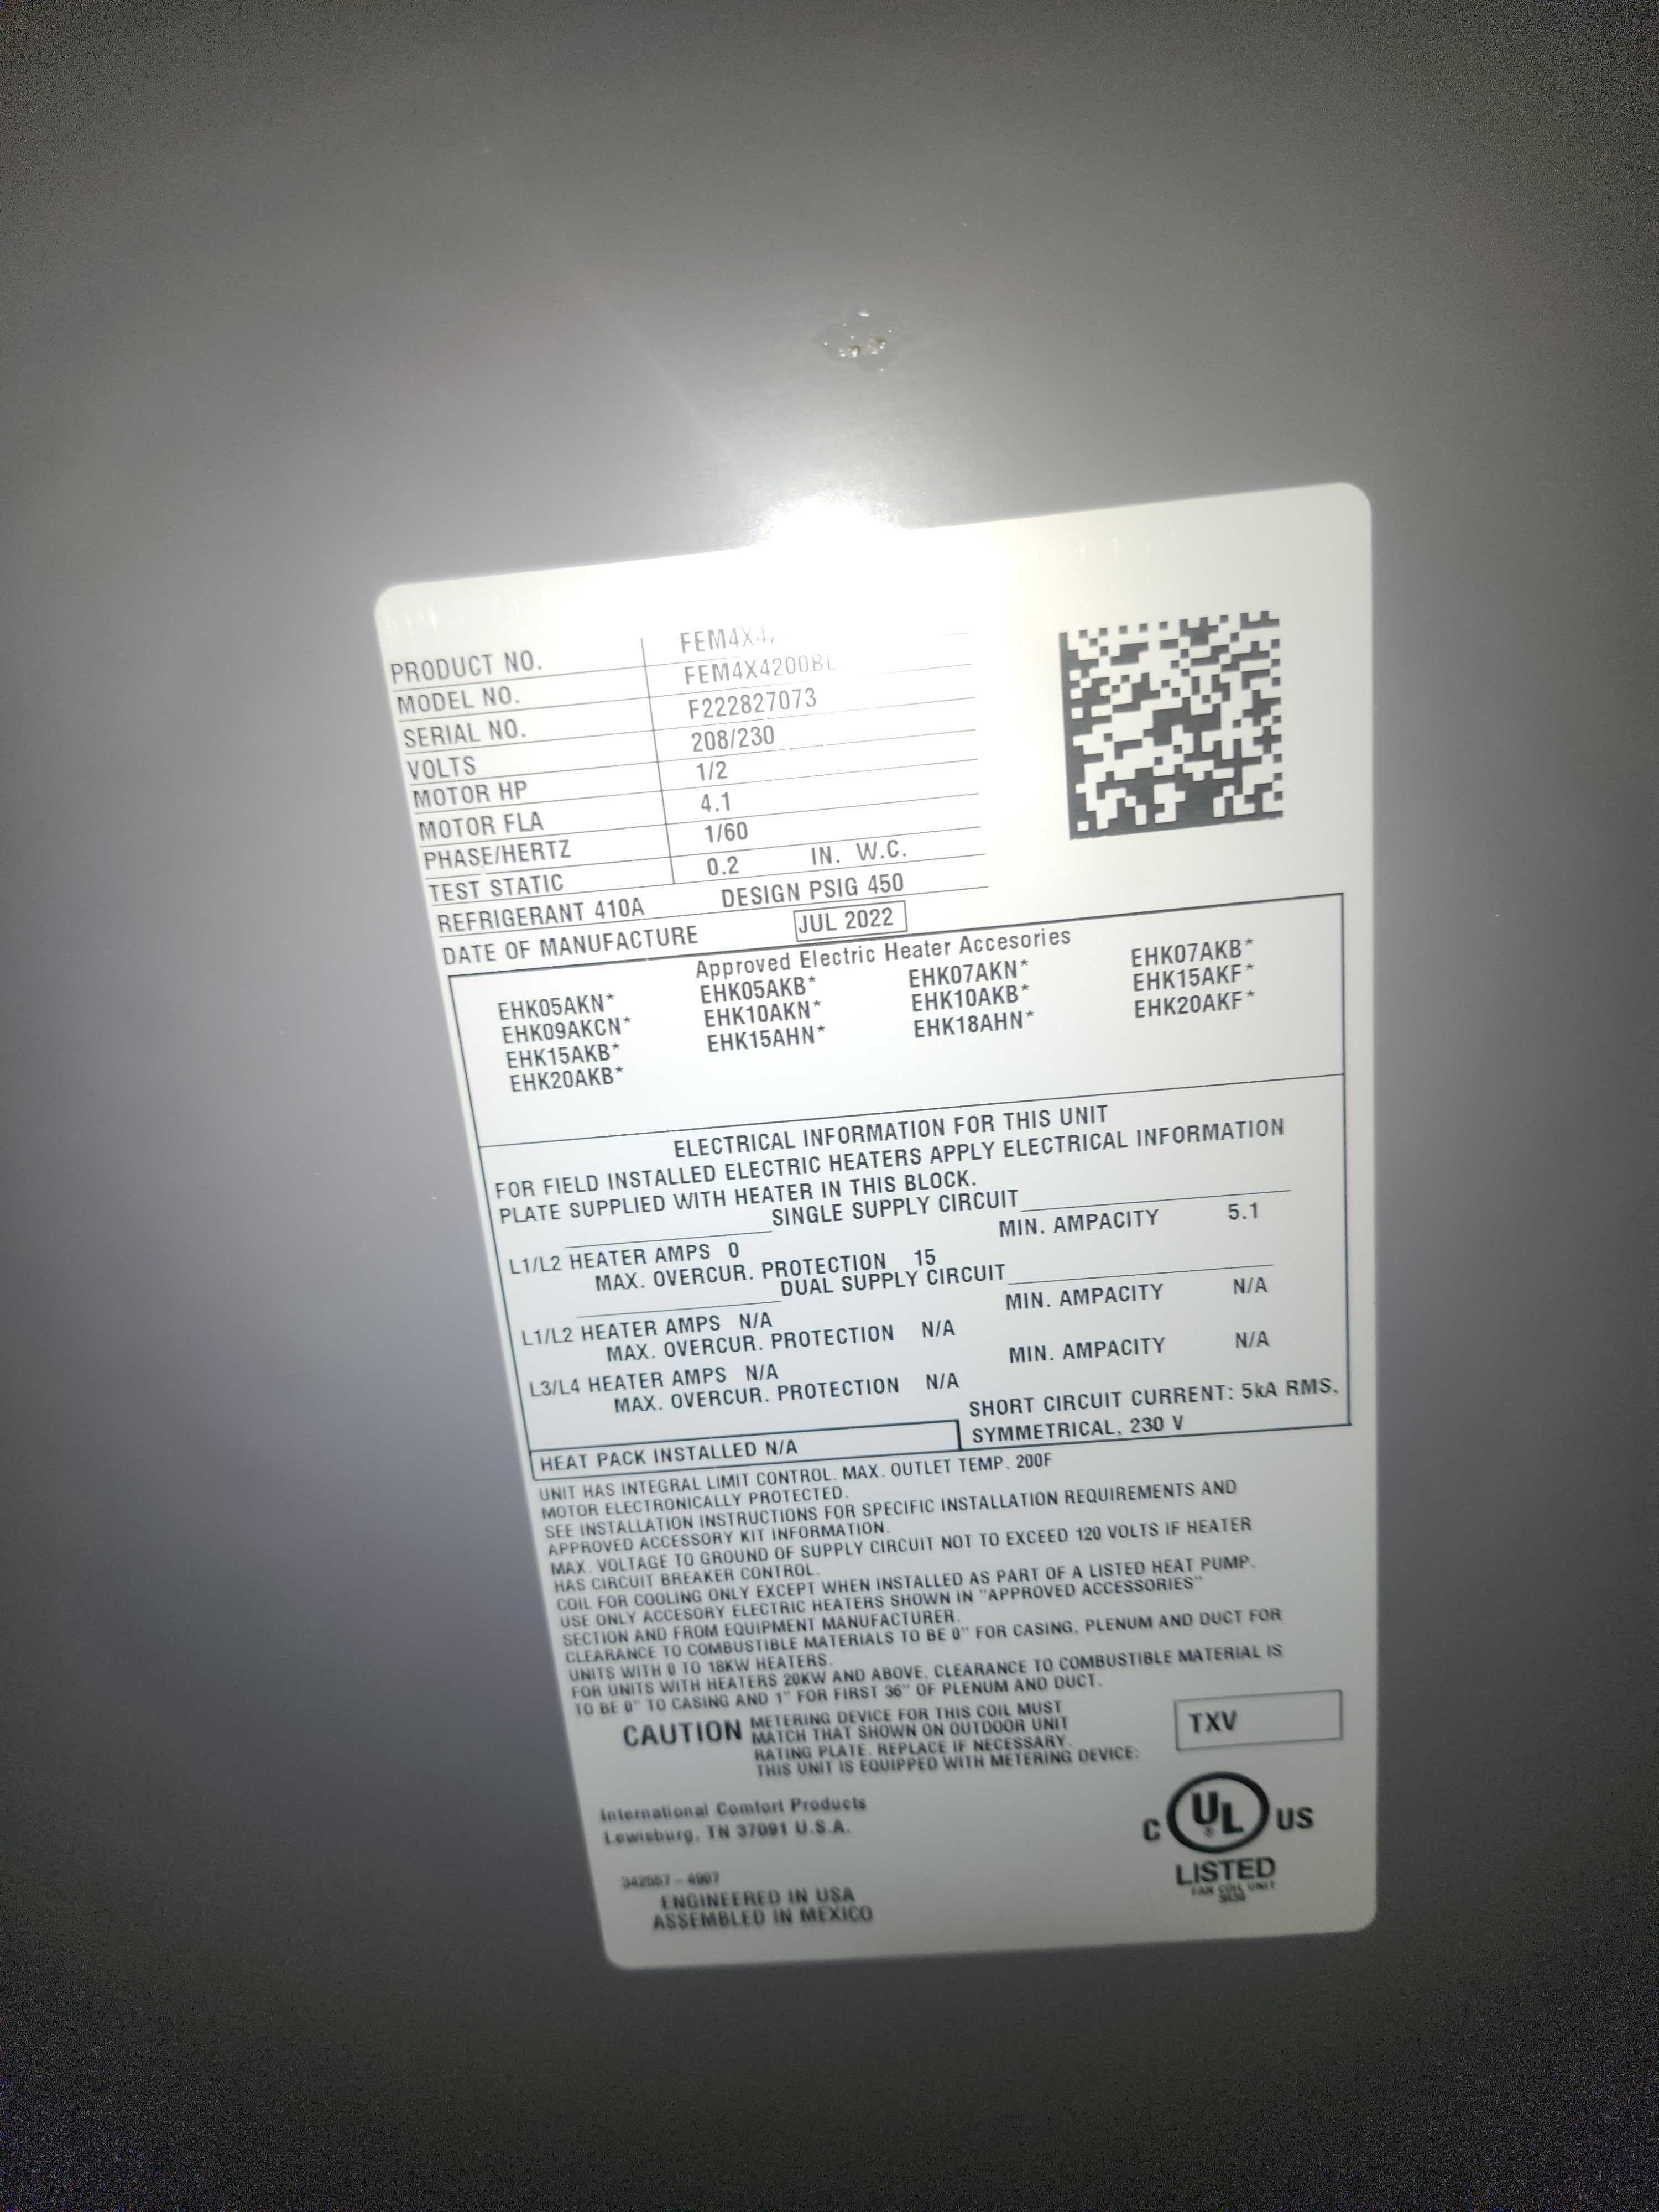 PRODUCT NO. FEM4X4
MODEL NO. FEM4X4200BL
SERIAL NO. F222827073
VOLTS 208/230
MOTOR HP 1/2
MOTOR FLA 4.1
PHASE/HERTZ 1/60
TEST STATIC 0.2 IN. W.C.
REFRIGERANT 410A DESIGN PSIG 450
DATE OF MANUFACTURE JUL 2022
Approved Electric Heater Accesories
EHK05AKN* EHK05AKB* EHK07AKN* EHK07AKB*
EHK09AKCN* EHK10AKN* EHK10AKB* EHK15AKF*
EHK15AKB* EHK15AHN* EHK18AHN* EHK20AKF*
EHK20AKB*
ELECTRICAL INFORMATION FOR THIS UNIT
FOR FIELD INSTALLED ELECTRIC HEATERS APPLY ELECTRICAL INFORMATION
PLATE SUPPLIED WITH HEATER IN THIS BLOCK.
SINGLE SUPPLY CIRCUIT
L1/L2 HEATER AMPS 0 MIN. AMPACITY 5.1
MAX. OVERCUR. PROTECTION 15
DUAL SUPPLY CIRCUIT
L1/L2 HEATER AMPS N/A MIN. AMPACITY N/A
MAX. OVERCUR. PROTECTION N/A
L3/L4 HEATER AMPS N/A MIN. AMPACITY N/A
MAX. OVERCUR. PROTECTION N/A
SHORT CIRCUIT CURRENT: 5kA RMS,
SYMMETRICAL, 230 V
HEAT PACK INSTALLED N/A
UNIT HAS INTEGRAL LIMIT CONTROL. MAX. OUTLET TEMP. 200F
MOTOR ELECTRONICALLY PROTECTED.
SEE INSTALLATION INSTRUCTIONS FOR SPECIFIC INSTALLATION REQUIREMENTS AND
APPROVED ACCESSORY KIT INFORMATION.
MAX. VOLTAGE TO GROUND OF SUPPLY CIRCUIT NOT TO EXCEED 120 VOLTS IF HEATER
HAS CIRCUIT BREAKER CONTROL.
COIL FOR COOLING ONLY EXCEPT WHEN INSTALLED AS PART OF A LISTED HEAT PUMP.
USE ONLY ACCESORY ELECTRIC HEATERS SHOWN IN "APPROVED ACCESSORIES"
SECTION AND FROM EQUIPMENT MANUFACTURER.
CLEARANCE TO COMBUSTIBLE MATERIALS TO BE 0" FOR CASING, PLENUM AND DUCT FOR
UNITS WITH 0 TO 18KW HEATERS.
FOR UNITS WITH HEATERS 20KW AND ABOVE, CLEARANCE TO COMBUSTIBLE MATERIAL IS
TO BE 0" TO CASING AND 1" FOR FIRST 36" OF PLENUM AND DUCT.
CAUTION METERING DEVICE FOR THIS COIL MUST
MATCH THAT SHOWN ON OUTDOOR UNIT
RATING PLATE. REPLACE IF NECESSARY.
THIS UNIT IS EQUIPPED WITH METERING DEVICE:
TXV
International Comfort Products
Lewisburg, TN 37091 U.S.A.
342557-4907
ENGINEERED IN USA
ASSEMBLED IN MEXICO
C UL US
®
LISTED
FAN COIL UNIT